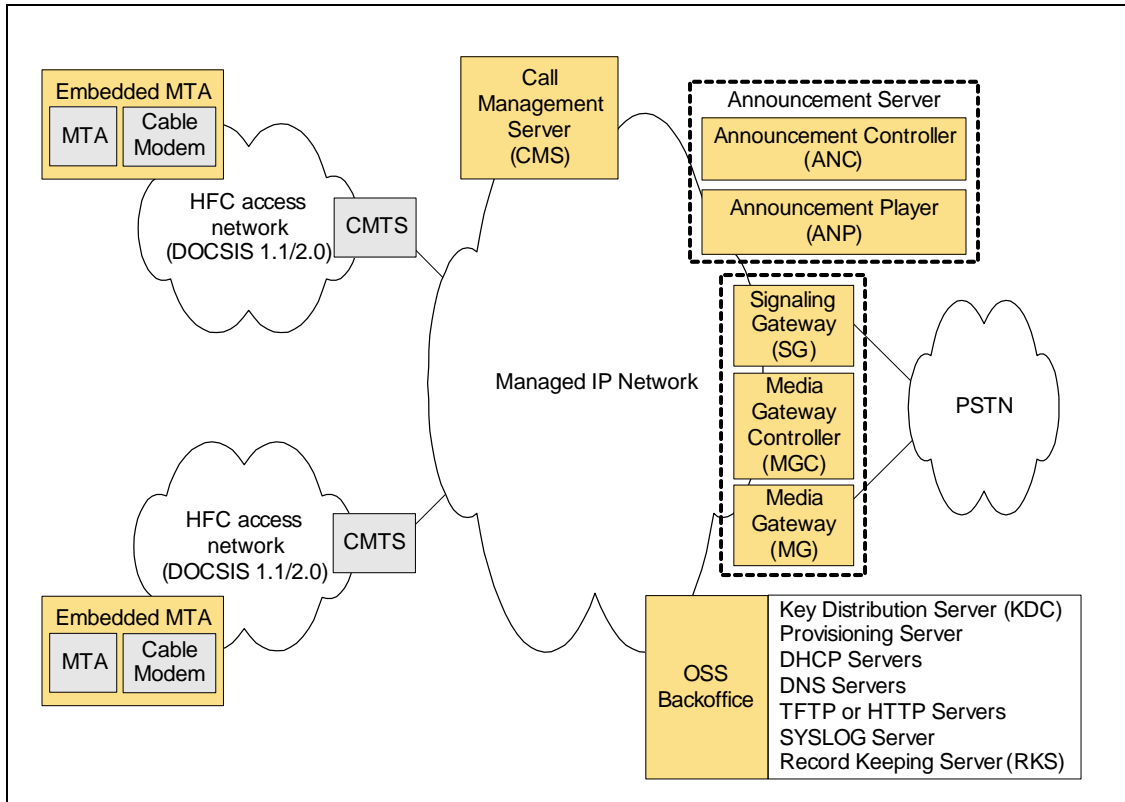 Embedded MTA
MTA
Cable
Modem
HFC access
network
(DOCSIS 1.1/2.0)
CMTS
Call
Management
Server
(CMS)
Announcement Server
Announcement Controller
(ANC)
Announcement Player
(ANP)
Signaling
Gateway
(SG)
Media
Gateway
Controller
(MGC)
Media
Gateway
(MG)
Managed IP Network
PSTN
HFC access
network
(DOCSIS 1.1/2.0)
CMTS
Embedded MTA
MTA
Cable
Modem
OSS
Backoffice
Key Distribution Server (KDC)
Provisioning Server
DHCP Servers
DNS Servers
TFTP or HTTP Servers
SYSLOG Server
Record Keeping Server (RKS)